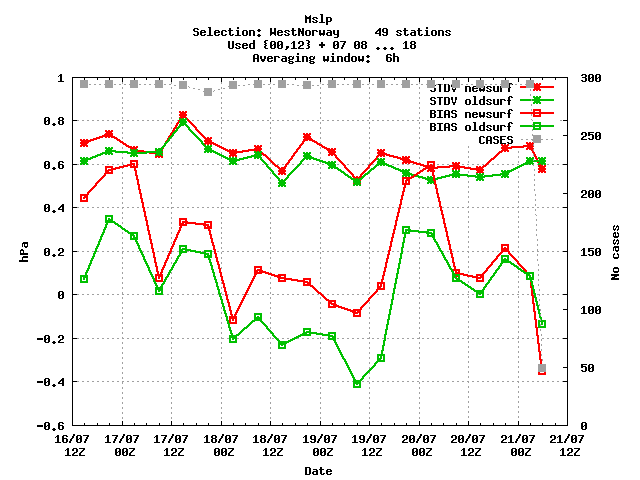 Mslp
Selection: WestNorway     49 stations
Used {00,12} + 07 08 ... 18
Averaging window:  6h
STDV newsurf
STDV oldsurf
BIAS newsurf
BIAS oldsurf
CASES
1
0.8
0.6
0.4
0.2
0
-0.2
-0.4
-0.6
hPa
300
250
200
150
100
50
0
No cases
16/07 17/07 17/07 18/07 18/07 19/07 19/07 20/07 20/07 21/07 21/07
12Z 00Z 12Z 00Z 12Z 00Z 12Z 00Z 12Z 00Z 12Z
Date